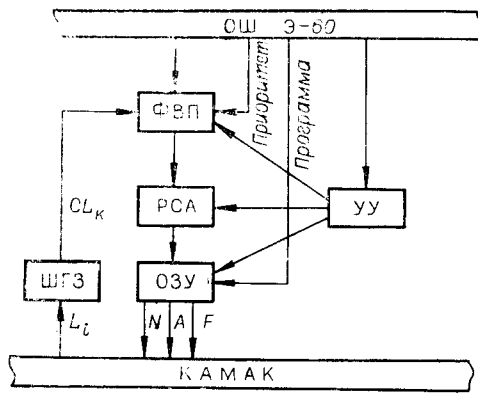 ОШ Э-60
Приоритет
Программа
ФВП
CLк
РСА
УУ
ШГЗ
ОЗУ
Li
N A F
КАМАК